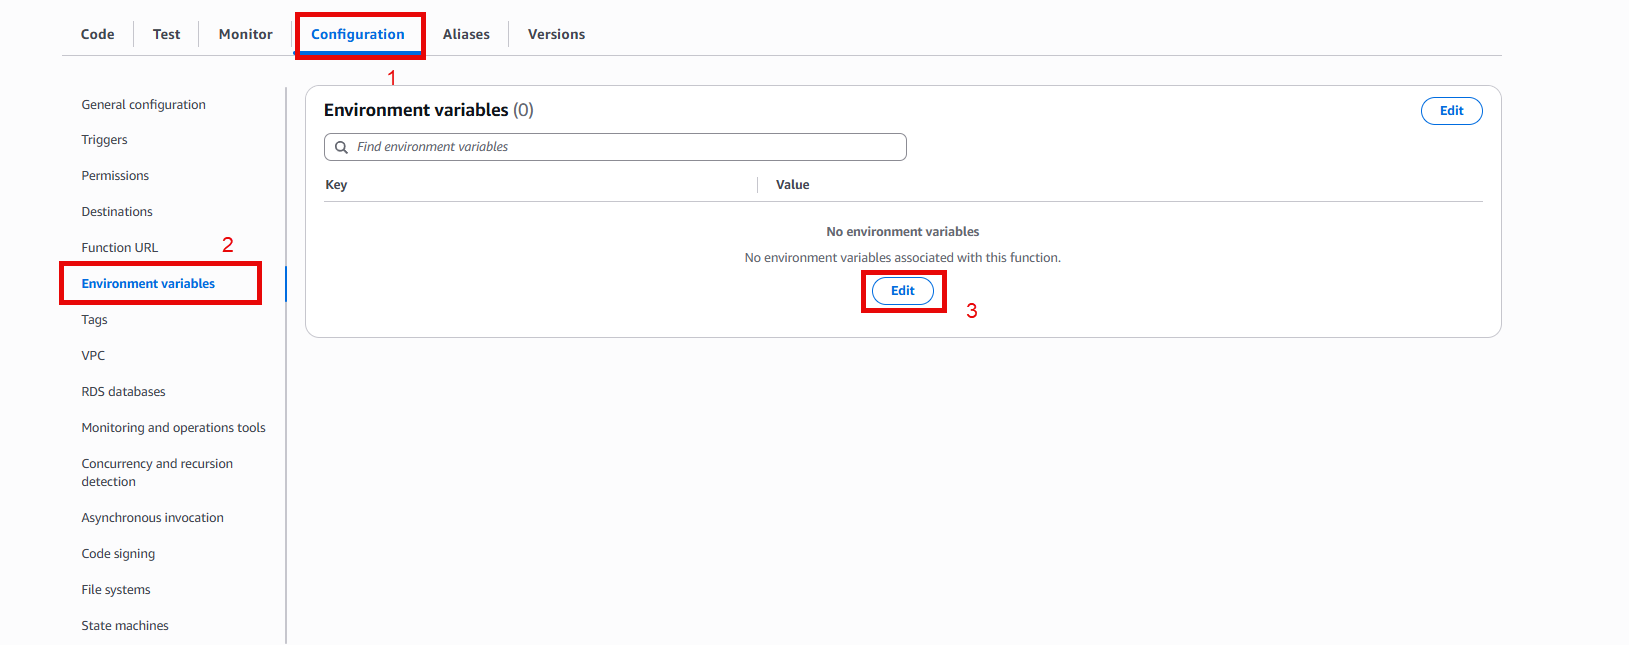 Code
Test
Monitor
Configuration
Aliases
Versions
1
General configuration
Triggers
Permissions
Destinations
Function URL
2
Environment variables
Tags
VPC
RDS databases
Monitoring and operations tools
Concurrency and recursion
detection
Asynchronous invocation
Code signing
File systems
State machines
Environment variables (0)
Edit
Find environment variables
Key
Value
No environment variables
No environment variables associated with this function.
Edit
3